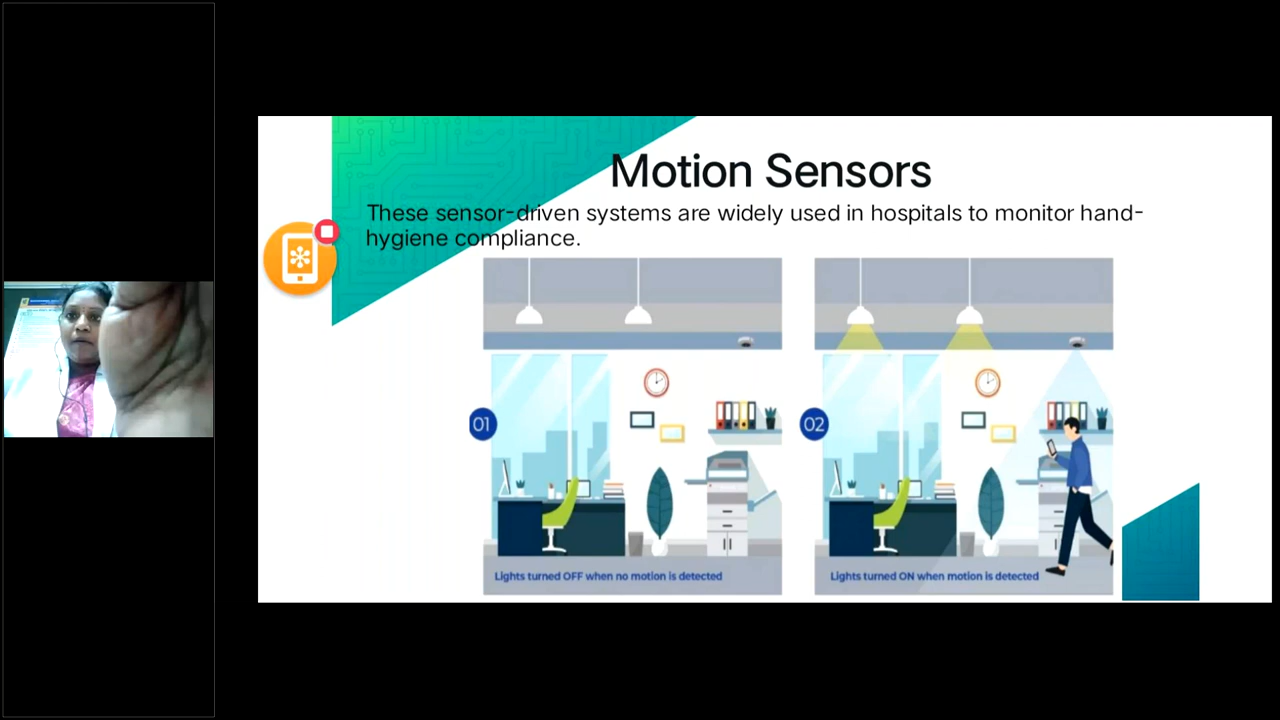 Motion Sensors
These sensor-driven systems are widely used in hospitals to monitor hand-
hygiene compliance.
01
02
Lights turned OFF when no motion is detected
Lights turned ON when motion is detected